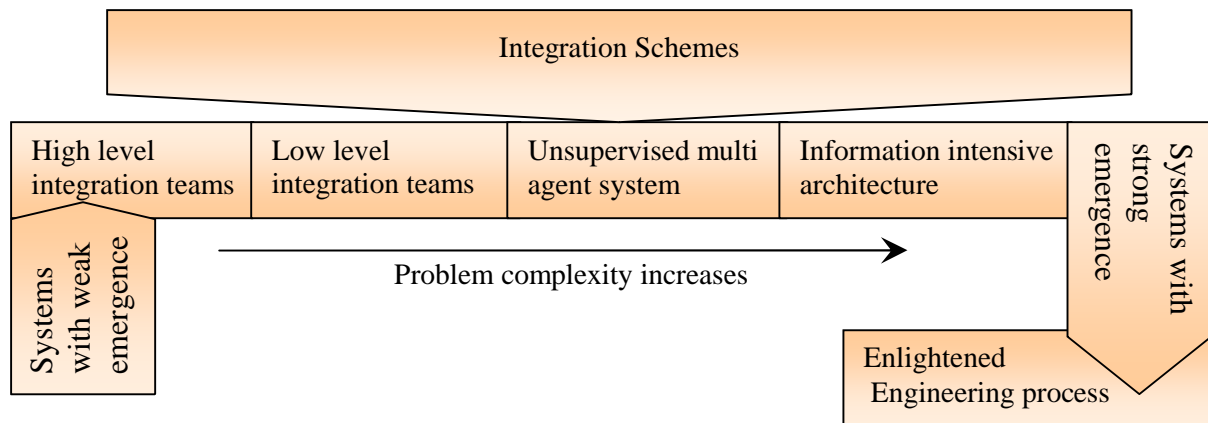 Integration Schemes
High level
integration teams
Low level
integration teams
Unsupervised multi
agent system
Information intensive
architecture
Systems with
strong
emergence
Systems
with weak
emergence
Problem complexity increases
Enlightened
Engineering process